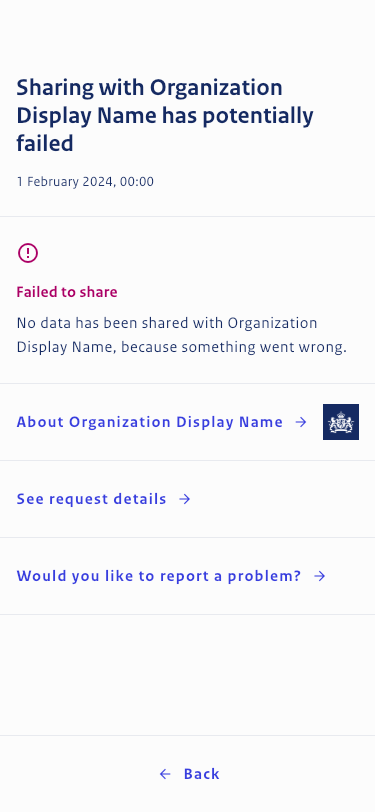 Sharing with Organization
Display Name has potentially
failed
1 February 2024, 00:00
Failed to share
No data has been shared with Organization
Display Name, because something went wrong.
About Organization Display Name →
See request details →
Would you like to report a problem? →
← Back